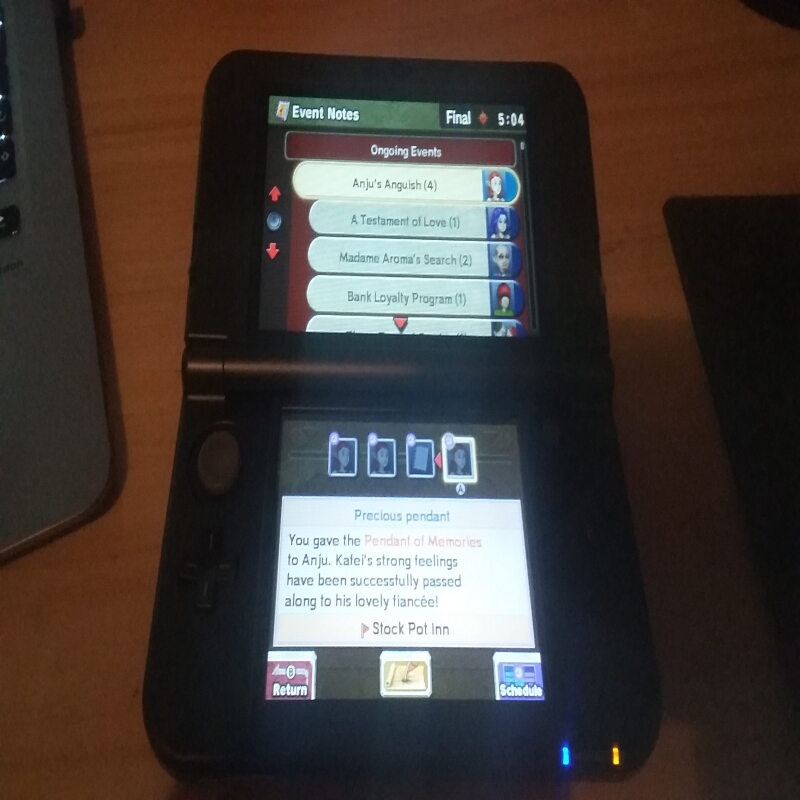 Event Notes
Final 5:04
Ongoing Events
Anju's Anguish (4)
A Testament of Love (1)
Madame Aroma's Search (2)
Bank Loyalty Program (1)
A
Precious pendant
You gave the Pendant of Memories
to Anju. Kafei's strong feelings
have been successfully passed
along to his lovely fiancée!
Stock Pot Inn
B
Return
Schedule